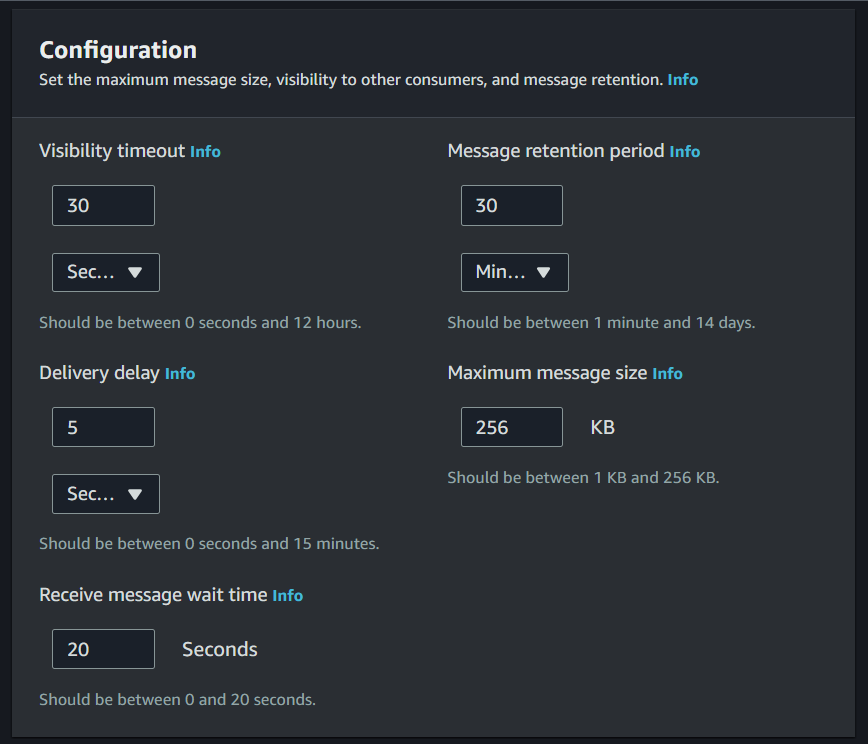 Configuration
Set the maximum message size, visibility to other consumers, and message retention. Info
Visibility timeout Info
30
Sec...
Should be between 0 seconds and 12 hours.
Message retention period Info
30
Min...
Should be between 1 minute and 14 days.
Delivery delay Info
5
Sec...
Should be between 0 seconds and 15 minutes.
Maximum message size Info
256 KB
Should be between 1 KB and 256 KB.
Receive message wait time Info
20 Seconds
Should be between 0 and 20 seconds.